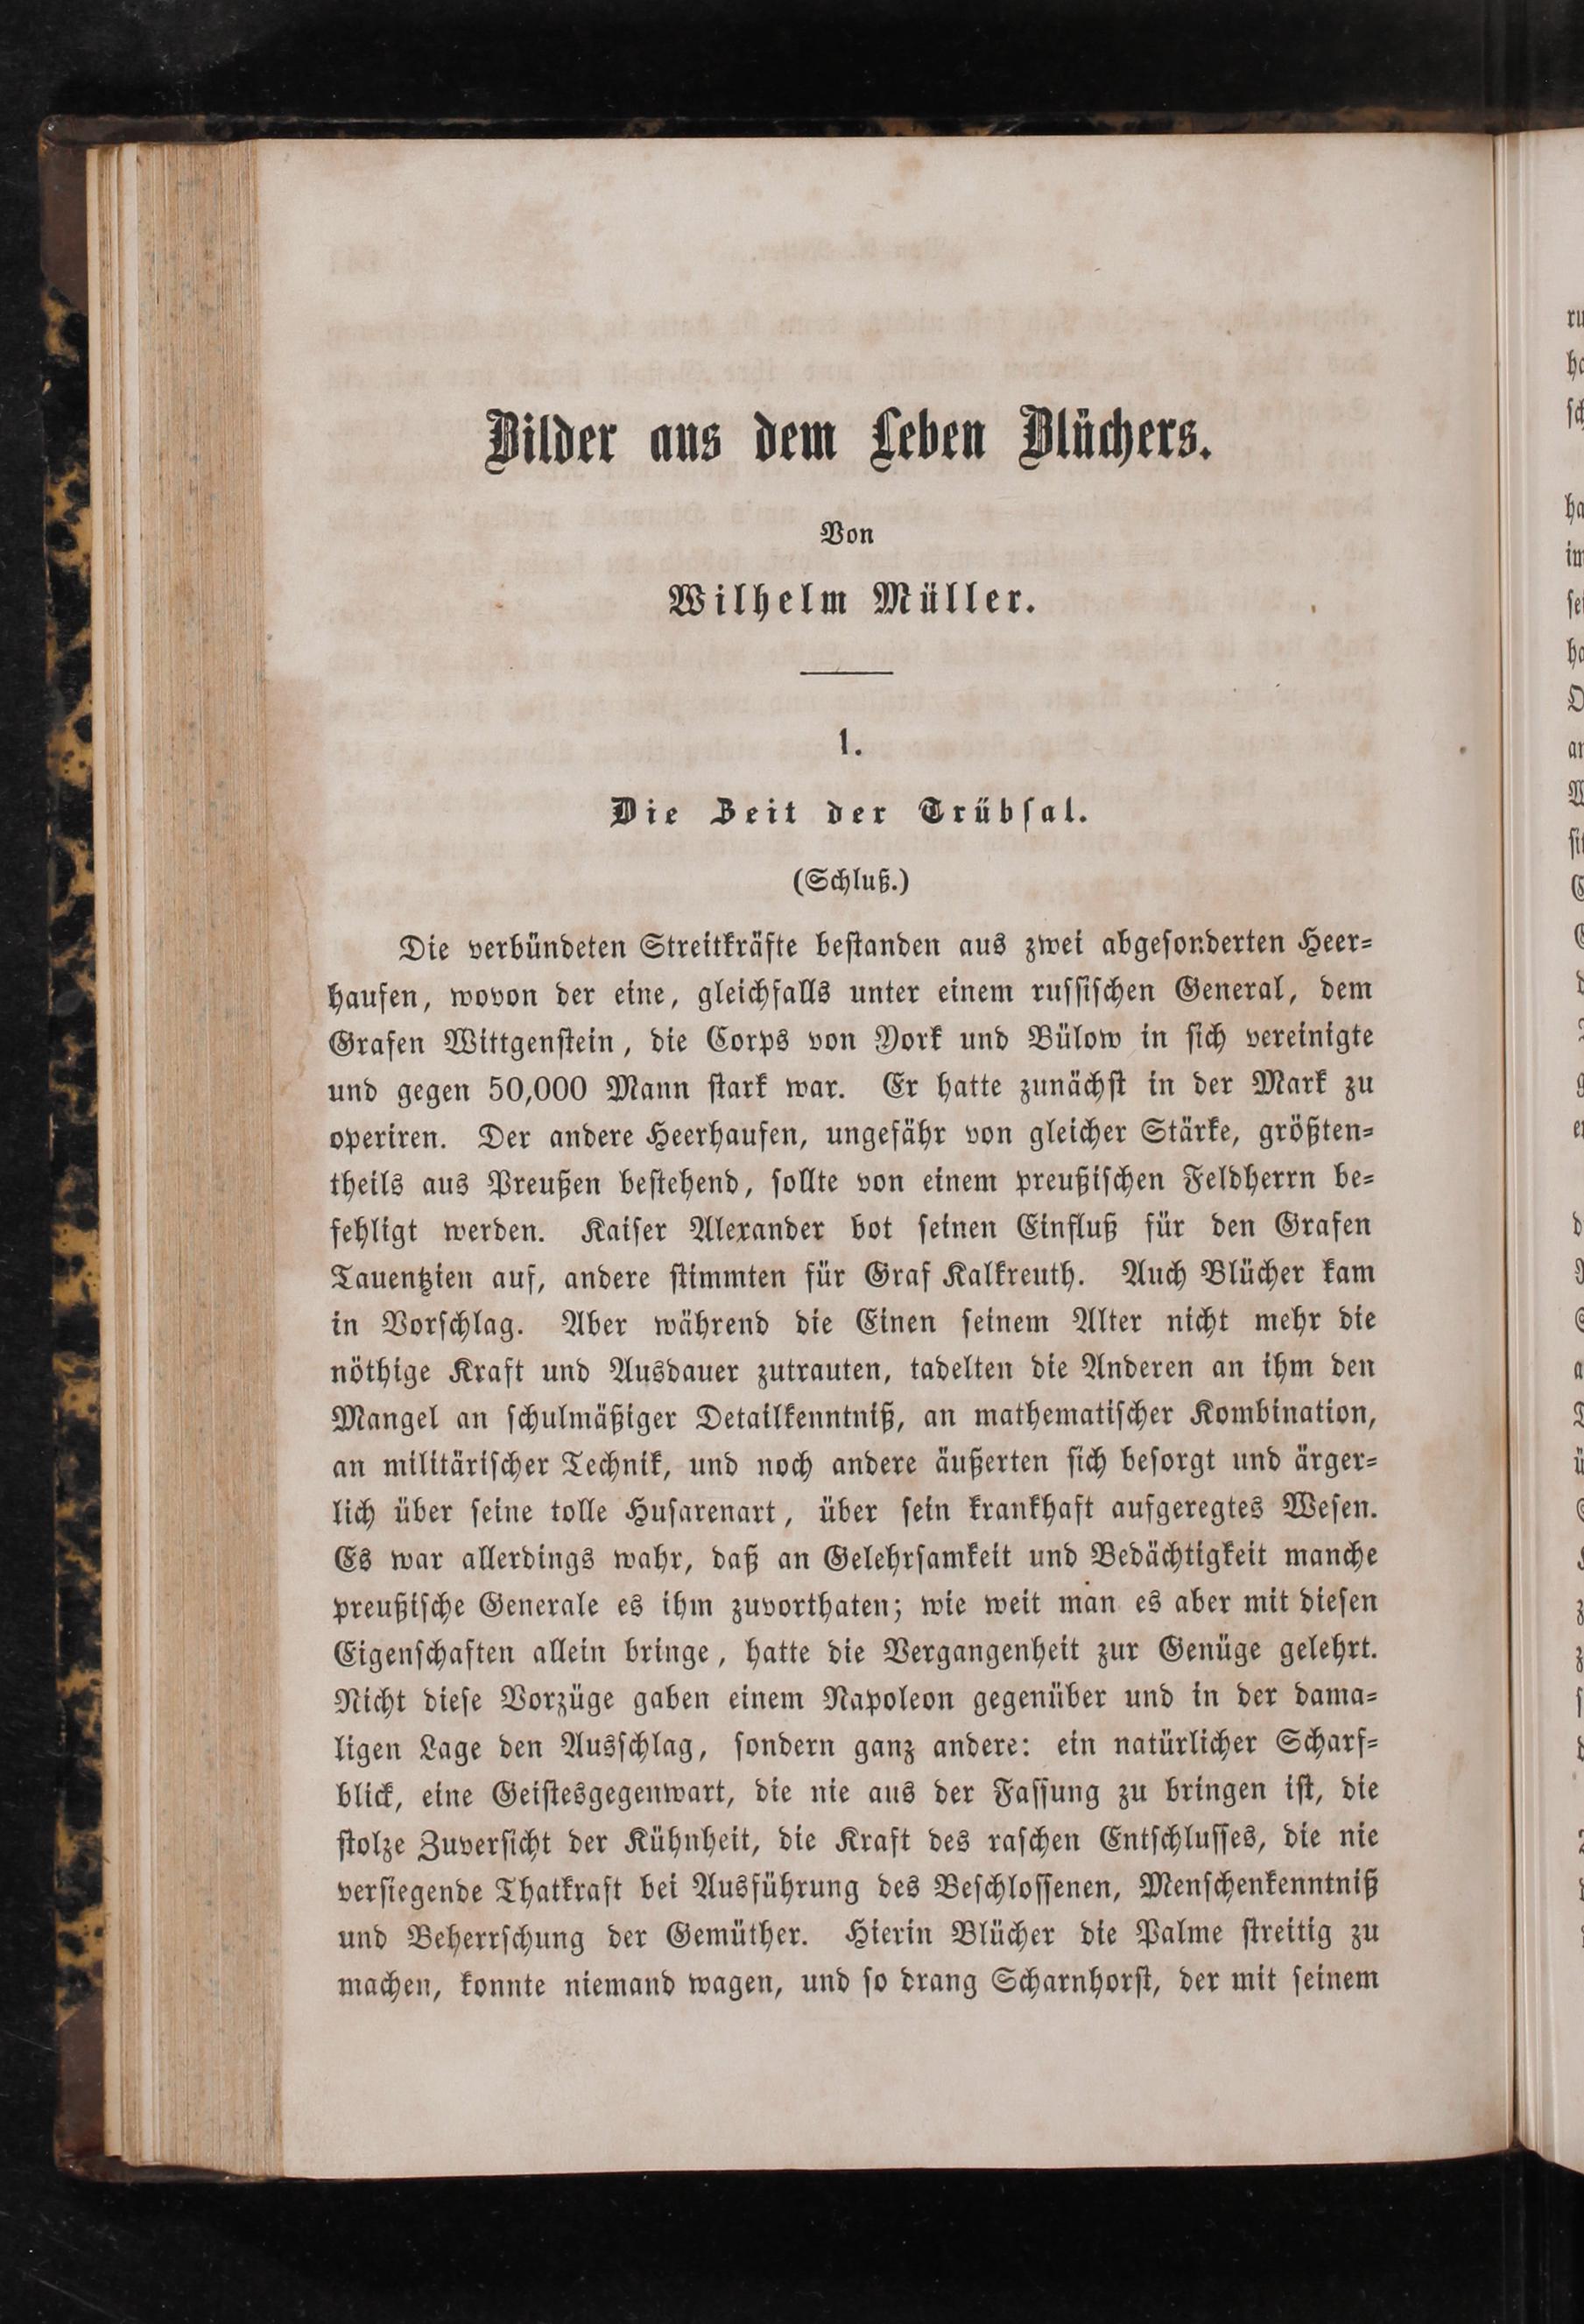 Bilder aus dem Leben Blüchers.
Von
Wilhelm Müller.
1.
Die Zeit der Trübſal.
(Schluß.)
Die verbündeten Streitkräfte beſtanden aus zwei abgeſonderten Heer⸗
haufen, wovon der eine, gleichfalls unter einem ruſſiſchen General, dem
Grafen Wittgenſtein, die Corps von York und Bülow in ſich vereinigte
und gegen 50,000 Mann ſtark war. Er hatte zunächſt in der Mark zu
operiren. Der andere Heerhaufen, ungefähr von gleicher Stärke, größten⸗
theils aus Preußen beſtehend, ſollte von einem preußiſchen Feldherrn be⸗
fehligt werden. Kaiſer Alexander bot ſeinen Einfluß für den Grafen
Tauentzien auf, andere ſtimmten für Graf Kalkreuth. Auch Blücher kam
in Vorſchlag. Aber während die Einen ſeinem Alter nicht mehr die
nöthige Kraft und Ausdauer zutrauten, tadelten die Anderen an ihm den
Mangel an ſchulmäßiger Detailkenntniß, an mathematiſcher Kombination,
an militäriſcher Technik, und noch andere äußerten ſich beſorgt und ärger⸗
lich über ſeine tolle Huſarenart, über ſein krankhaft aufgeregtes Weſen.
Es war allerdings wahr, daß an Gelehrſamkeit und Bedächtigkeit manche
preußiſche Generale es ihm zuvorthaten; wie weit man es aber mit dieſen
Eigenſchaften allein bringe, hatte die Vergangenheit zur Genüge gelehrt.
Nicht dieſe Vorzüge gaben einem Napoleon gegenüber und in der dama⸗
ligen Lage den Ausſchlag, ſondern ganz andere: ein natürlicher Scharf⸗
blick, eine Geiſtesgegenwart, die nie aus der Faſſung zu bringen iſt, die
ſtolze Zuverſicht der Kühnheit, die Kraft des raſchen Entſchluſſes, die nie
verſiegende Thatkraft bei Ausführung des Beſchloſſenen, Menſchenkenntniß
und Beherrſchung der Gemüther. Hierin Blücher die Palme ſtreitig zu
machen, konnte niemand wagen, und ſo drang Scharnhorſt, der mit ſeinem